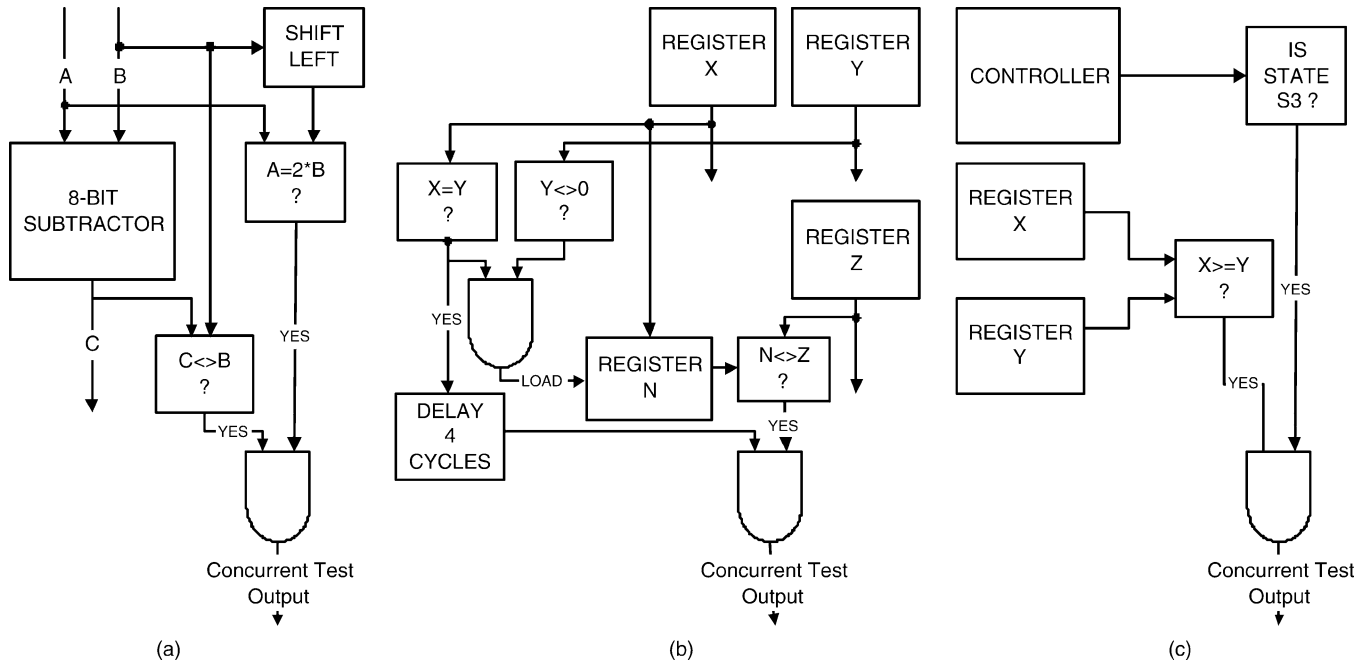 SHIFT
LEFT
A
B
8-BIT
SUBTRACTOR
A=2*B
?
C
YES
C<>B
?
YES
Concurrent Test
Output
(a)
REGISTER
X
REGISTER
Y
X=Y
?
Y<>0
?
REGISTER
Z
YES
LOAD
REGISTER
N
N<>Z
?
DELAY
4
CYCLES
YES
Concurrent Test
Output
(b)
CONTROLLER
IS
STATE
S3 ?
REGISTER
X
X>=Y
?
YES
REGISTER
Y
YES
Concurrent Test
Output
(c)